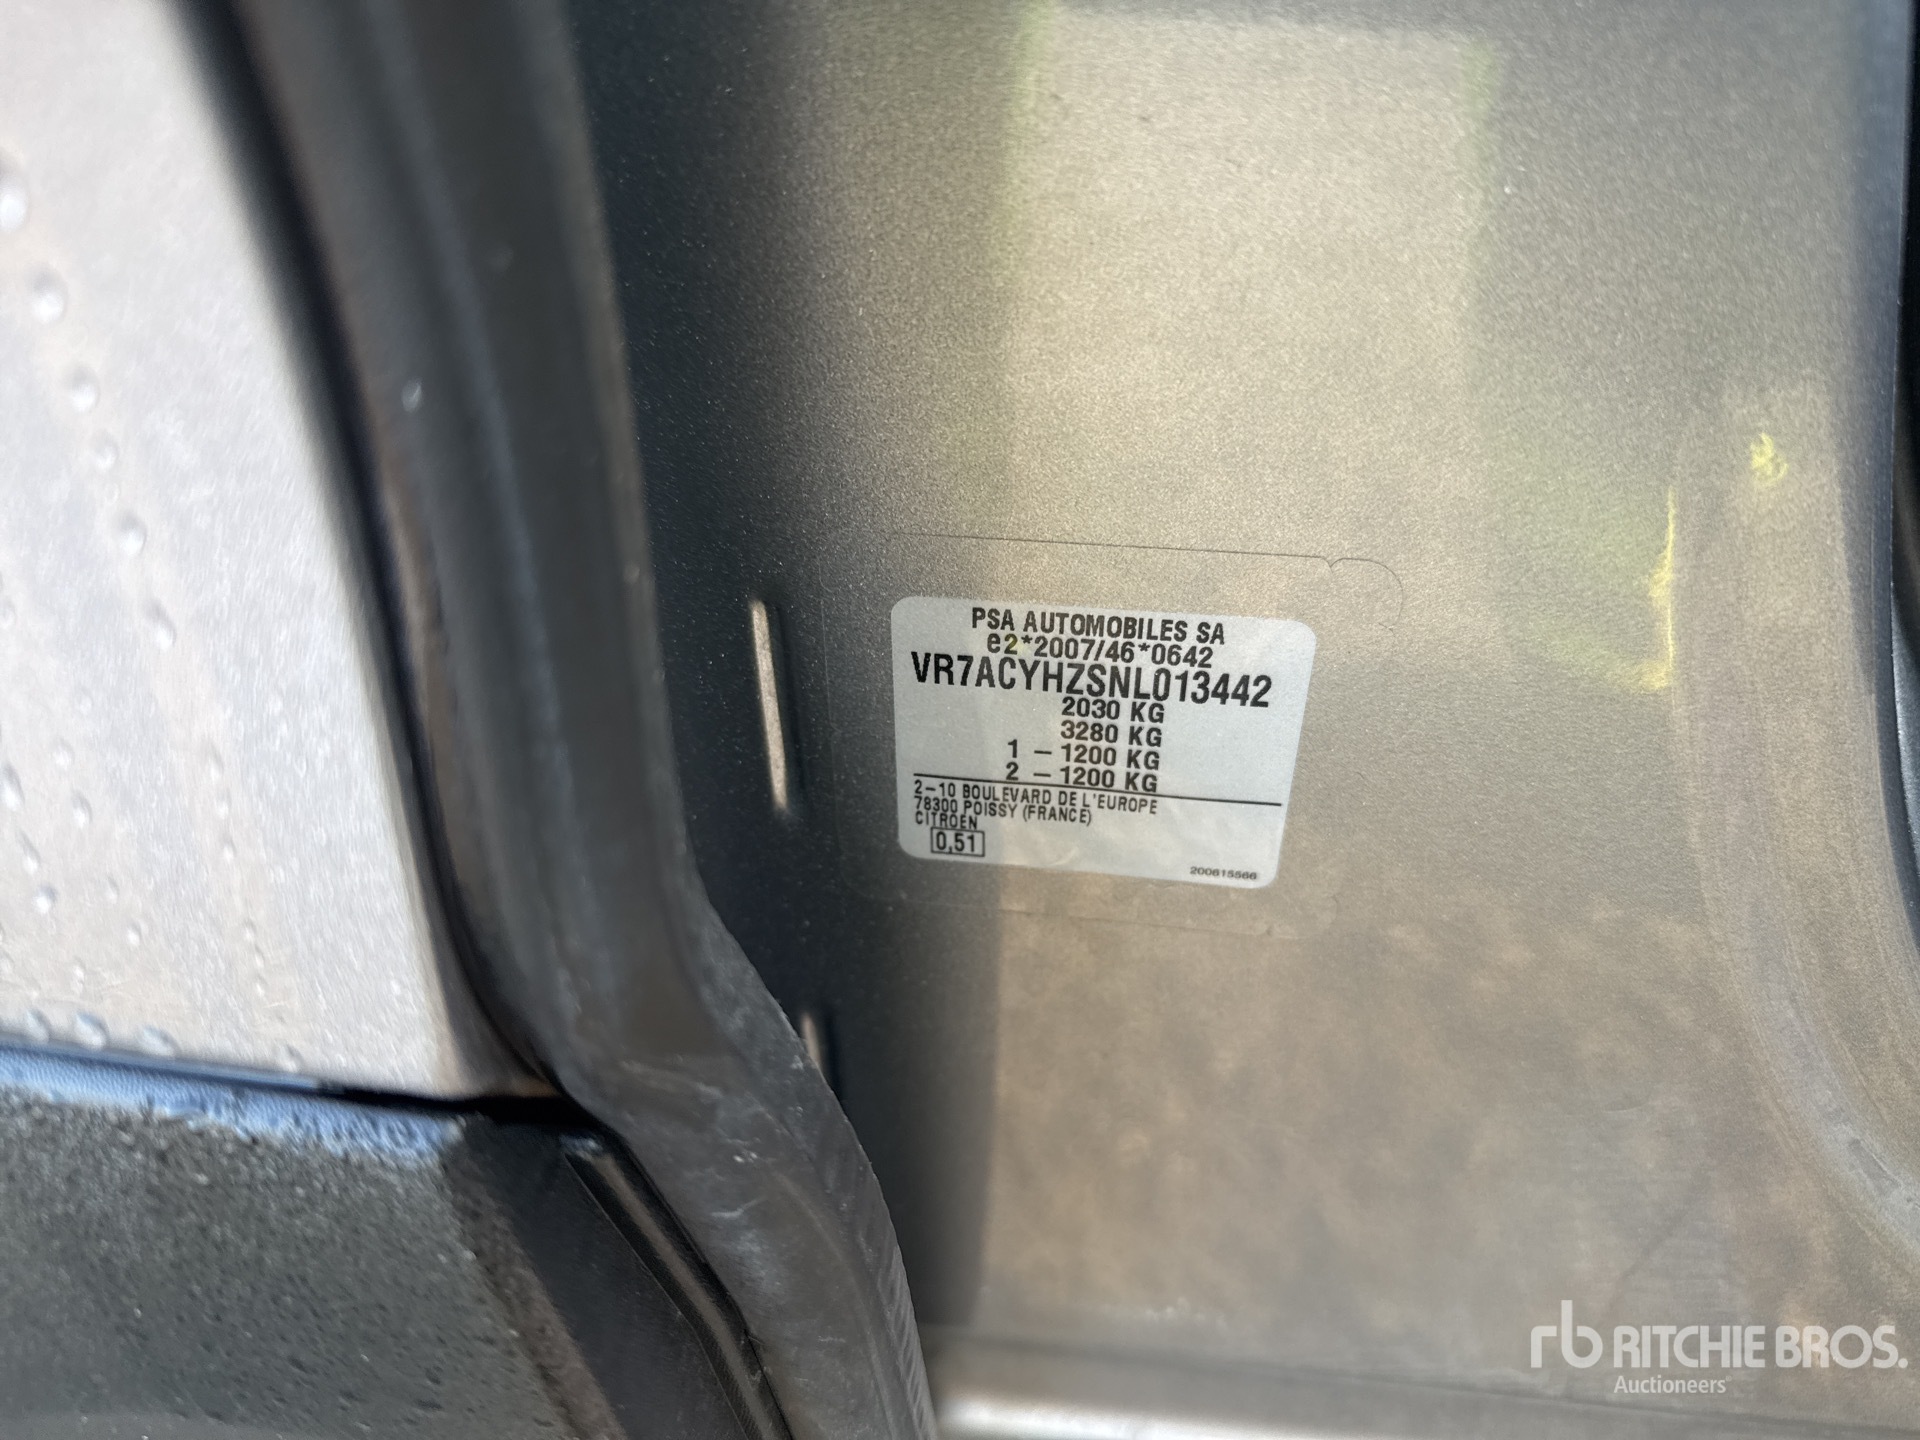 PSA AUTOMOBILES SA
e2*2007/46*0642
VR7ACYHZSNL013442
2030 KG
3280 KG
1 - 1200 KG
2 - 1200 KG
2-10 BOULEVARD DE L'EUROPE
78300 POISSY (FRANCE)
CITROEN
0,51
200615566
rb RITCHIE BROS.
Auctioneers